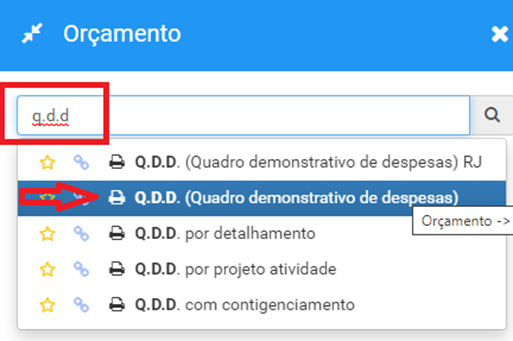 Orçamento
q.d.d
Q.D.D. (Quadro demonstrativo de despesas) RJ
Q.D.D. (Quadro demonstrativo de despesas)
Orçamento ->
Q.D.D. por detalhamento
Q.D.D. por projeto atividade
Q.D.D. com contigenciamento